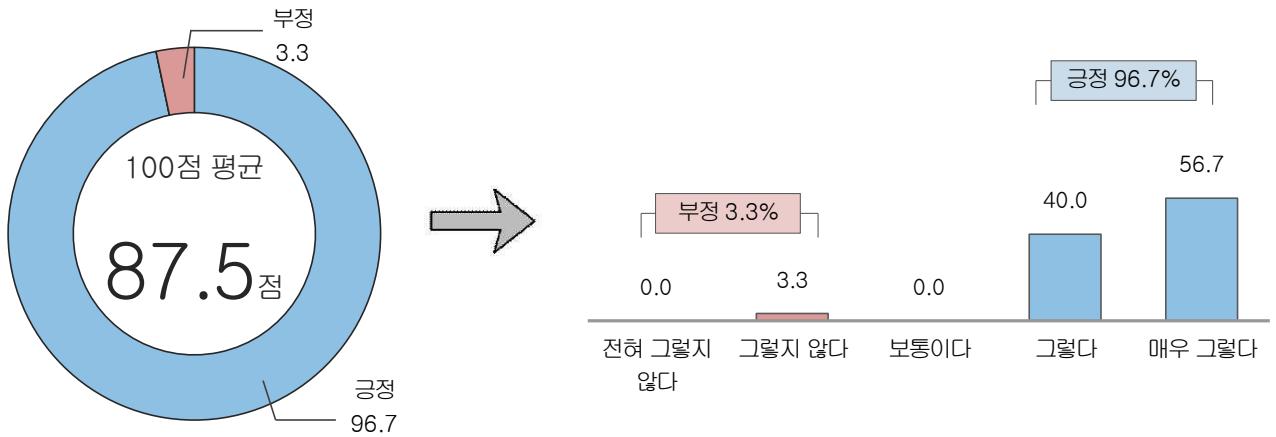 부정
3.3
100점 평균
87.5점
긍정
96.7
부정 3.3%
긍정 96.7%
0.0
3.3
0.0
40.0
56.7
전혀 그렇지
않다
그렇지 않다
보통이다
그렇다
매우 그렇다